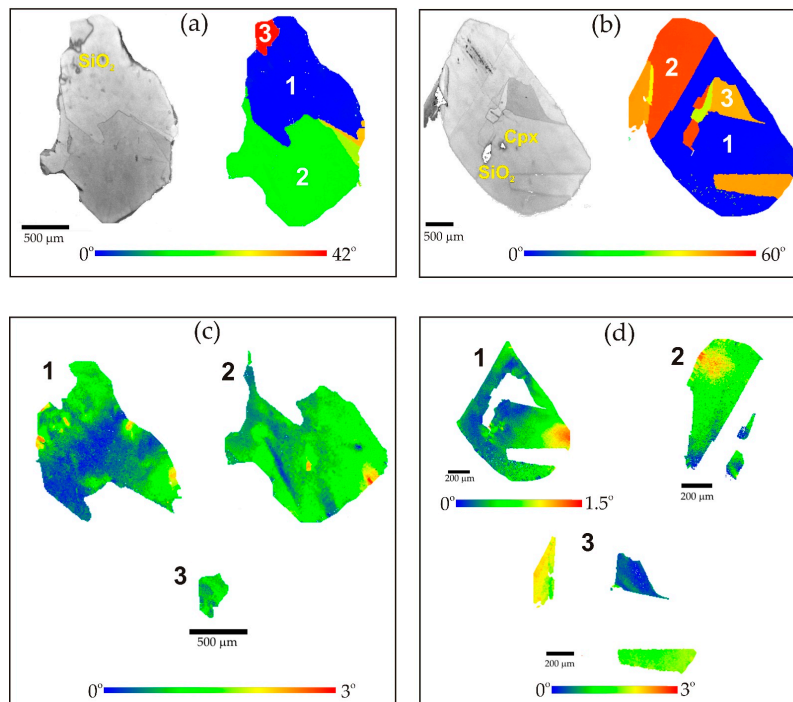 (a)
SiO2
3
1
2
500 µm
0° 42°
(b)
2
3
1
Cpx
SiO2
500 µm
0° 60°
(c)
1
2
3
500 µm
0° 3°
(d)
1
2
200 µm
0° 1.5°
200 µm
3
200 µm
0° 3°